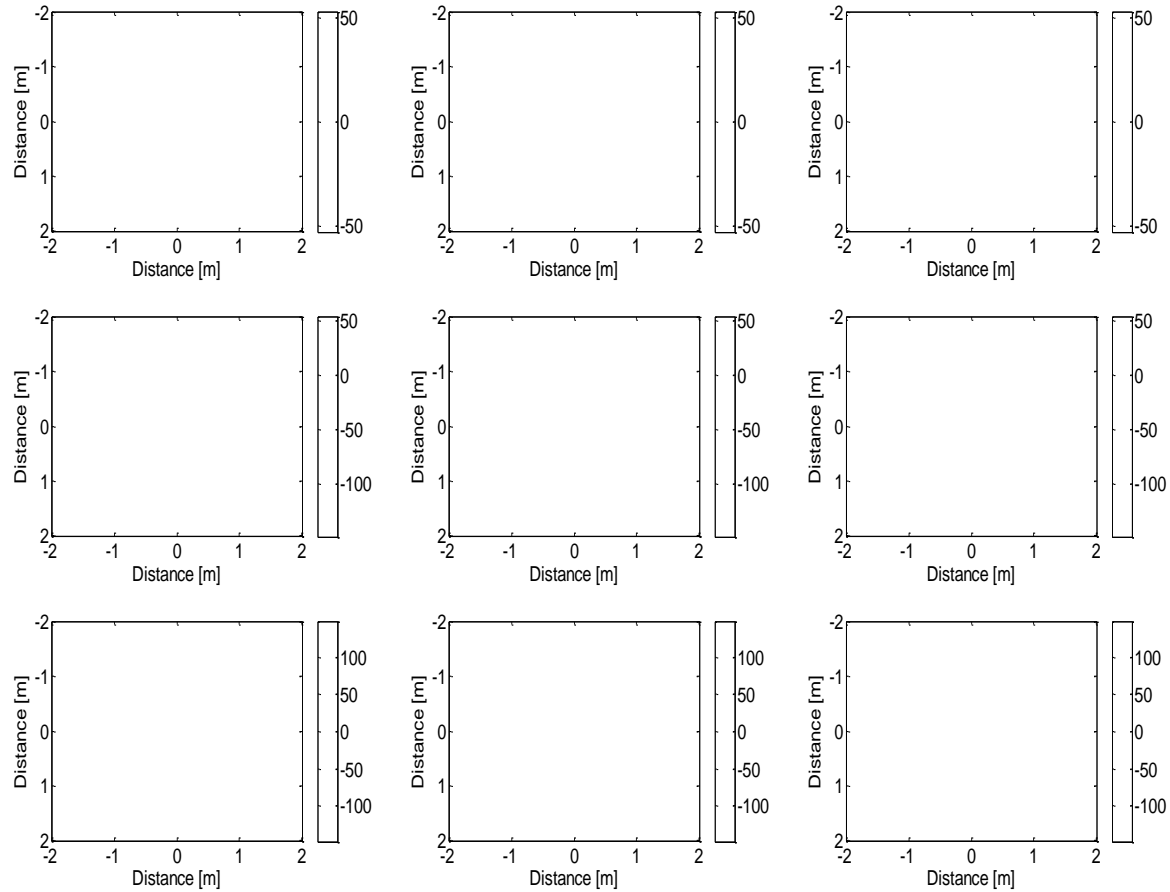 -2 50 -2 50 -2 50
Distance [m] -1 Distance [m] -1 Distance [m] -1
0 0 0 0 0 0
1 1 1
2 -50 2 -50 2 -50
-2 -1 0 1 2 -2 -1 0 1 2 -2 -1 0 1 2
Distance [m] Distance [m] Distance [m]
-2 50 -2 50 -2 50
Distance [m] -1 0 Distance [m] -1 0 Distance [m] -1 0
0 -50 0 -50 0 -50
1 -100 1 -100 1 -100
2 2 2
-2 -1 0 1 2 -2 -1 0 1 2 -2 -1 0 1 2
Distance [m] Distance [m] Distance [m]
-2 -2 -2
100 100 100
Distance [m] -1 50 Distance [m] -1 50 Distance [m] -1 50
0 0 0 0 0 0
1 -50 1 -50 1 -50
-100 -100 -100
2 2 2
-2 -1 0 1 2 -2 -1 0 1 2 -2 -1 0 1 2
Distance [m] Distance [m] Distance [m]